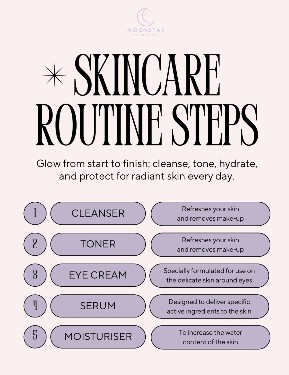 MOONSTAR
SKINCARE
ROUTINE STEPS
Glow from start to finish: cleanse, tone, hydrate,
and protect for radiant skin every day.
1 CLEANSER Refreshes your skin
and removes make-up
2 TONER Refreshes your skin
and removes make-up
3 EYE CREAM Specially formulated for use on
the delicate skin around eyes
4 SERUM Designed to deliver specific
active ingredients to the skin
5 MOISTURISER To increase the water
content of the skin